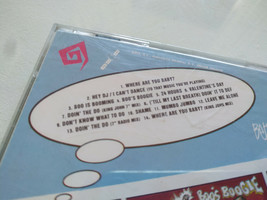 1. WHERE ARE YOU BABY?
2. HEY DJ / I CAN'T DANCE (TO THAT MUSIC YOU'RE PLAYING)
3. BOO IS BOOMING 4. BOO'S BOOGIE 5. 24 HOURS 6. VALENTINE'S DAY
7. DOIN' THE DO (KING JOHN 7" MIX) 8. ('TILL MY LAST BREATH) DOIN' IT TO DEF
9. DON'T KNOW WHAT TO DO 10. SHAME 11. MUMBO JUMBO 12. LEAVE ME ALONE
13. DOIN' THE DO (7" RADIO MIX) 14. WHERE ARE YOU BABY? (KING JOHN MIX)
BOO'S BOOGIE